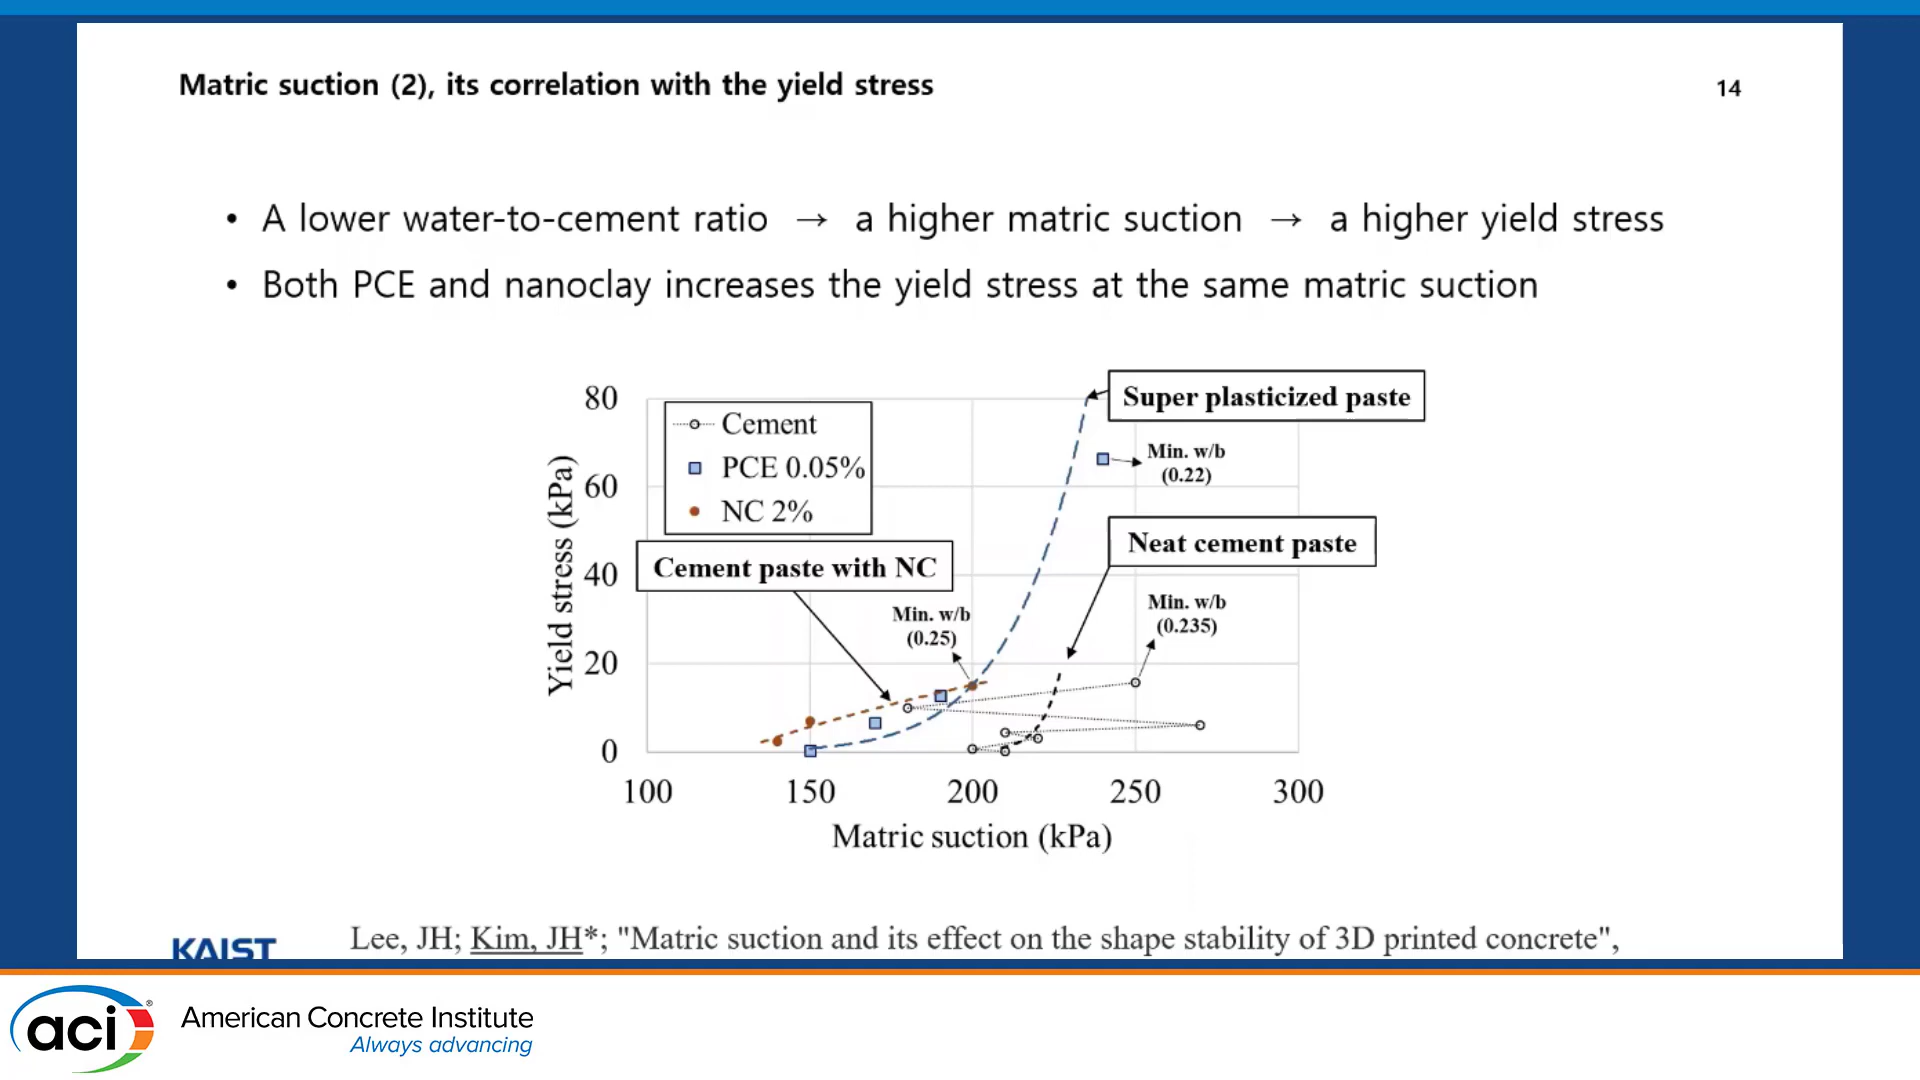 Matric suction (2), its correlation with the yield stress
14
• A lower water-to-cement ratio → a higher matric suction → a higher yield stress
• Both PCE and nanoclay increases the yield stress at the same matric suction
Super plasticized paste
Cement
PCE 0.05%
NC 2%
Min. w/b
(0.22)
Neat cement paste
Cement paste with NC
Min. w/b
(0.25)
Min. w/b
(0.235)
Yield stress (kPa)
80
60
40
20
0
100 150 200 250 300
Matric suction (kPa)
KAIST
Lee, JH; Kim, JH*; "Matric suction and its effect on the shape stability of 3D printed concrete",
aci®
American Concrete Institute
Always advancing